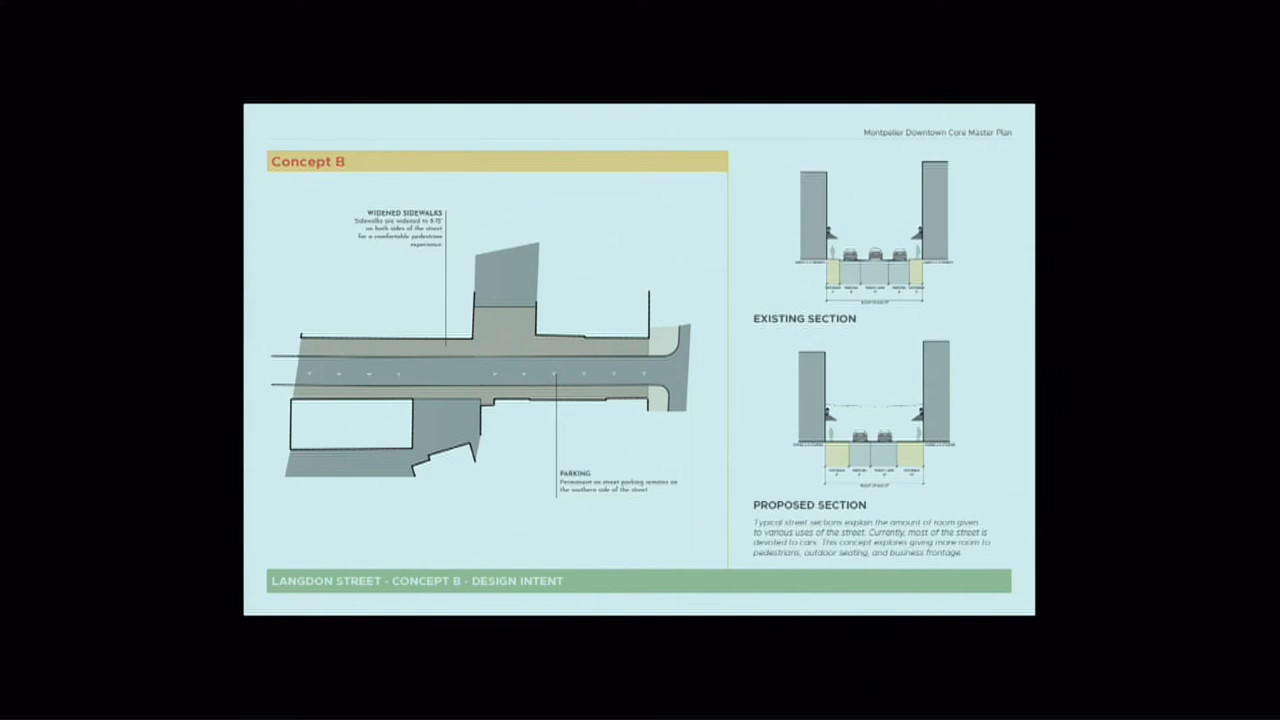 Montpelier Downtown Core Master Plan
Concept B
WIDENED SIDEWALKS
Sidewalks are widened to 8.75'
on both sides of the street
for a comfortable pedestrian
experience.
PARKING
Permanent on street parking remains on
the southern side of the street
EXISTING SECTION
PROPOSED SECTION
Typical street sections explain the amount of room given
to various uses of the street. Currently, most of the street is
devoted to cars. This concept explores giving more room to
pedestrians, outdoor seating, and business frontage.
LANGDON STREET - CONCEPT B - DESIGN INTENT